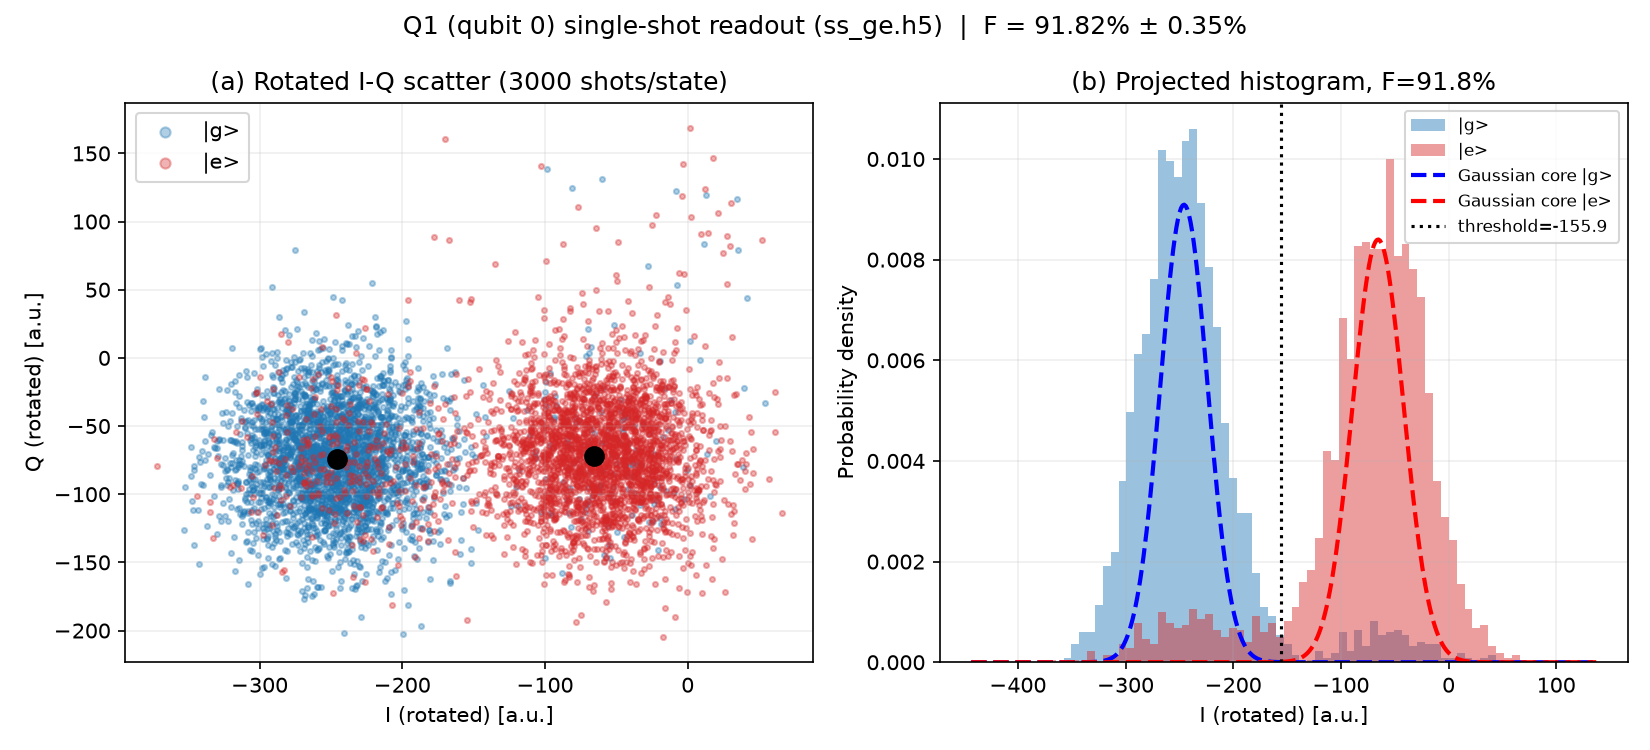 Q1 (qubit 0) single-shot readout (ss_ge.h5)  |  F = 91.82% ± 0.35%
(a) Rotated I-Q scatter (3000 shots/state)
|g>
|e>
150
100
50
0
−50
−100
−150
−200
Q (rotated) [a.u.]
−300
−200
−100
0
I (rotated) [a.u.]
(b) Projected histogram, F=91.8%
|g>
|e>
Gaussian core |g>
Gaussian core |e>
threshold=-155.9
0.010
0.008
0.006
0.004
0.002
0.000
Probability density
−400
−300
−200
−100
0
100
I (rotated) [a.u.]